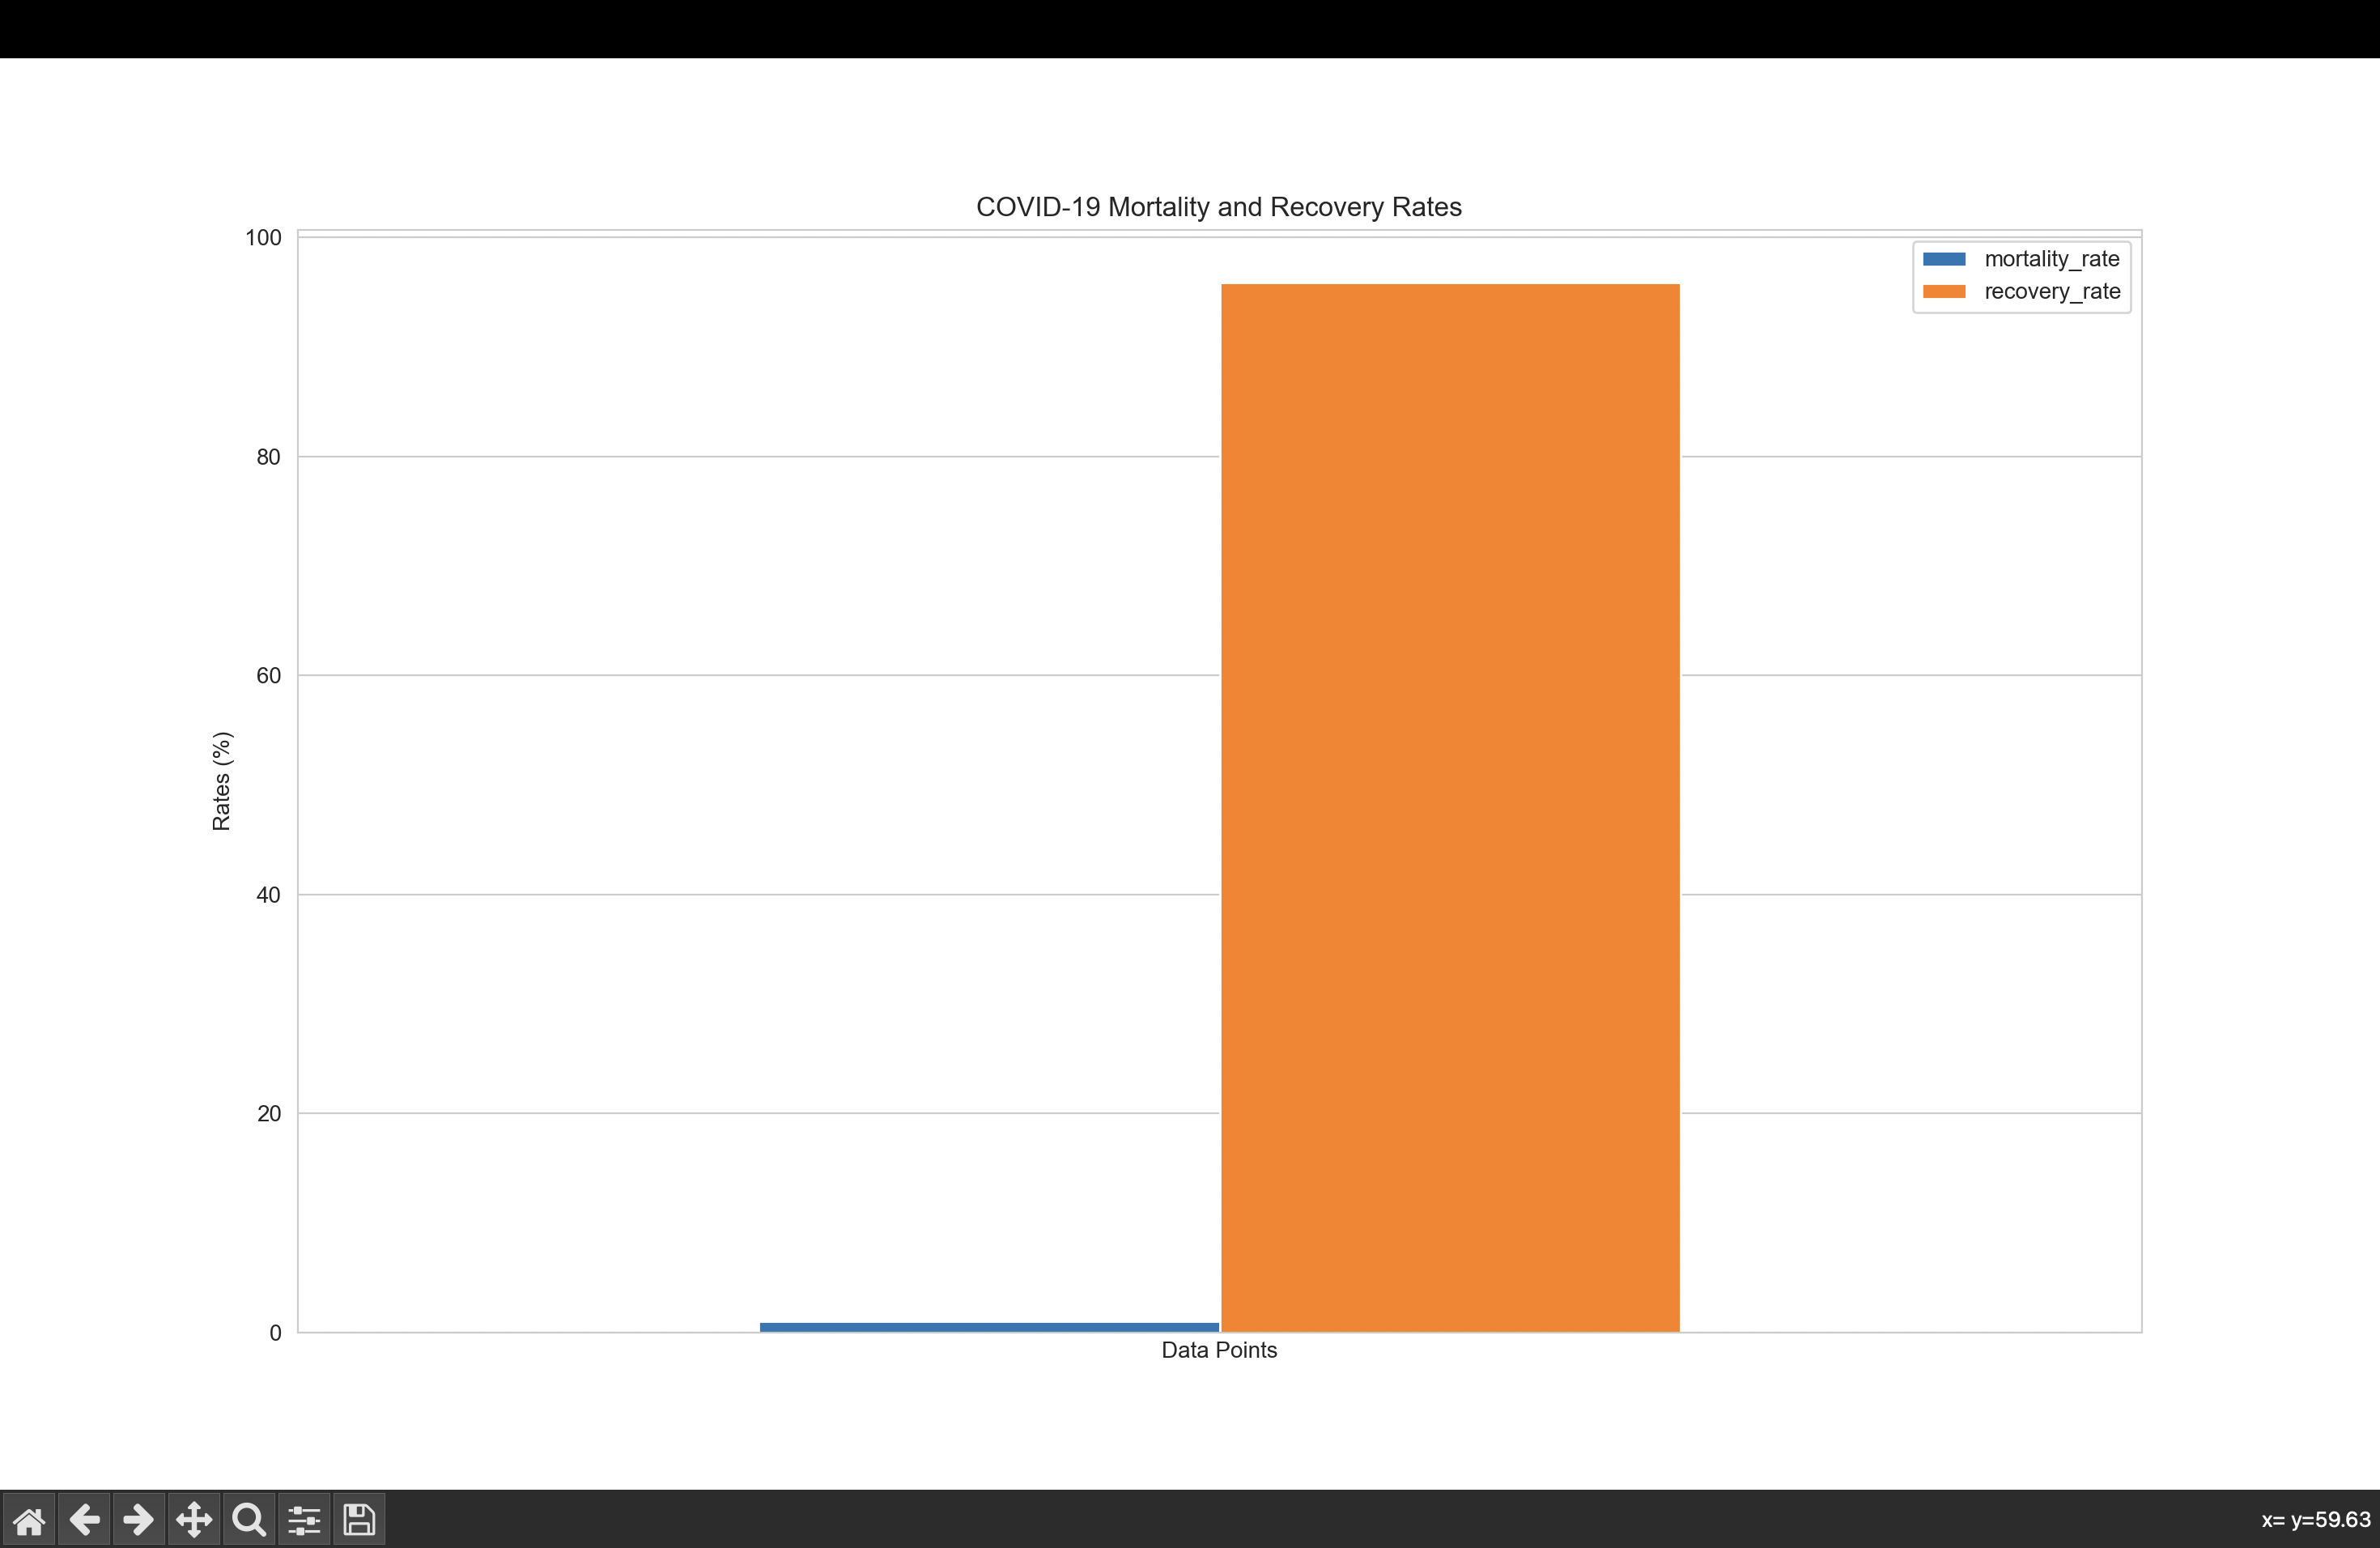 COVID-19 Mortality and Recovery Rates
100
mortality_rate
recovery_rate
80
60
Rates (%)
40
20
0
Data Points
x= y=59.63